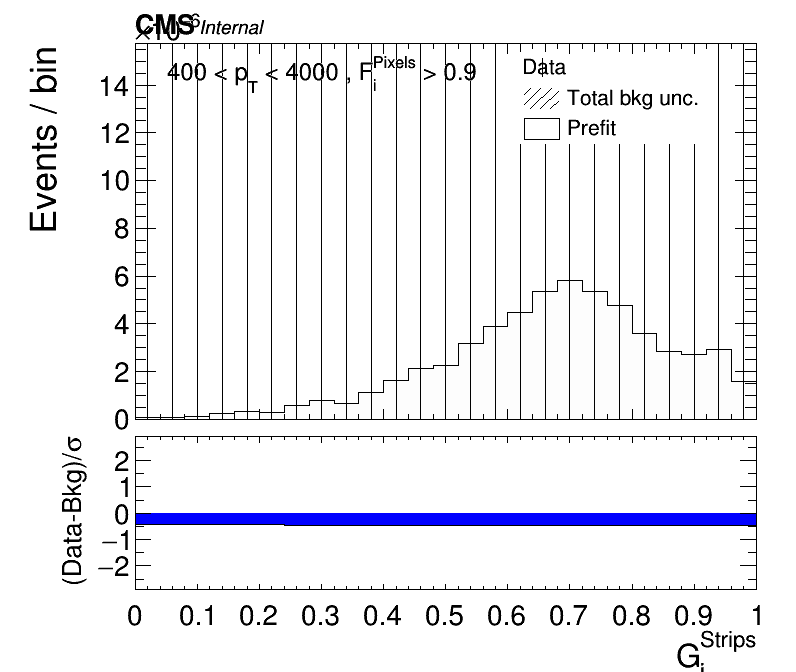 CMS Internal
×10⁻⁶
400 < p_T < 4000 , F_i^Pixels > 0.9
Data
Total bkg unc.
Prefit
Events / bin
14
12
10
8
6
4
2
0
(Data-Bkg)/σ
2
1
0
−1
−2
0 0.1 0.2 0.3 0.4 0.5 0.6 0.7 0.8 0.9 1
G_i^Strips